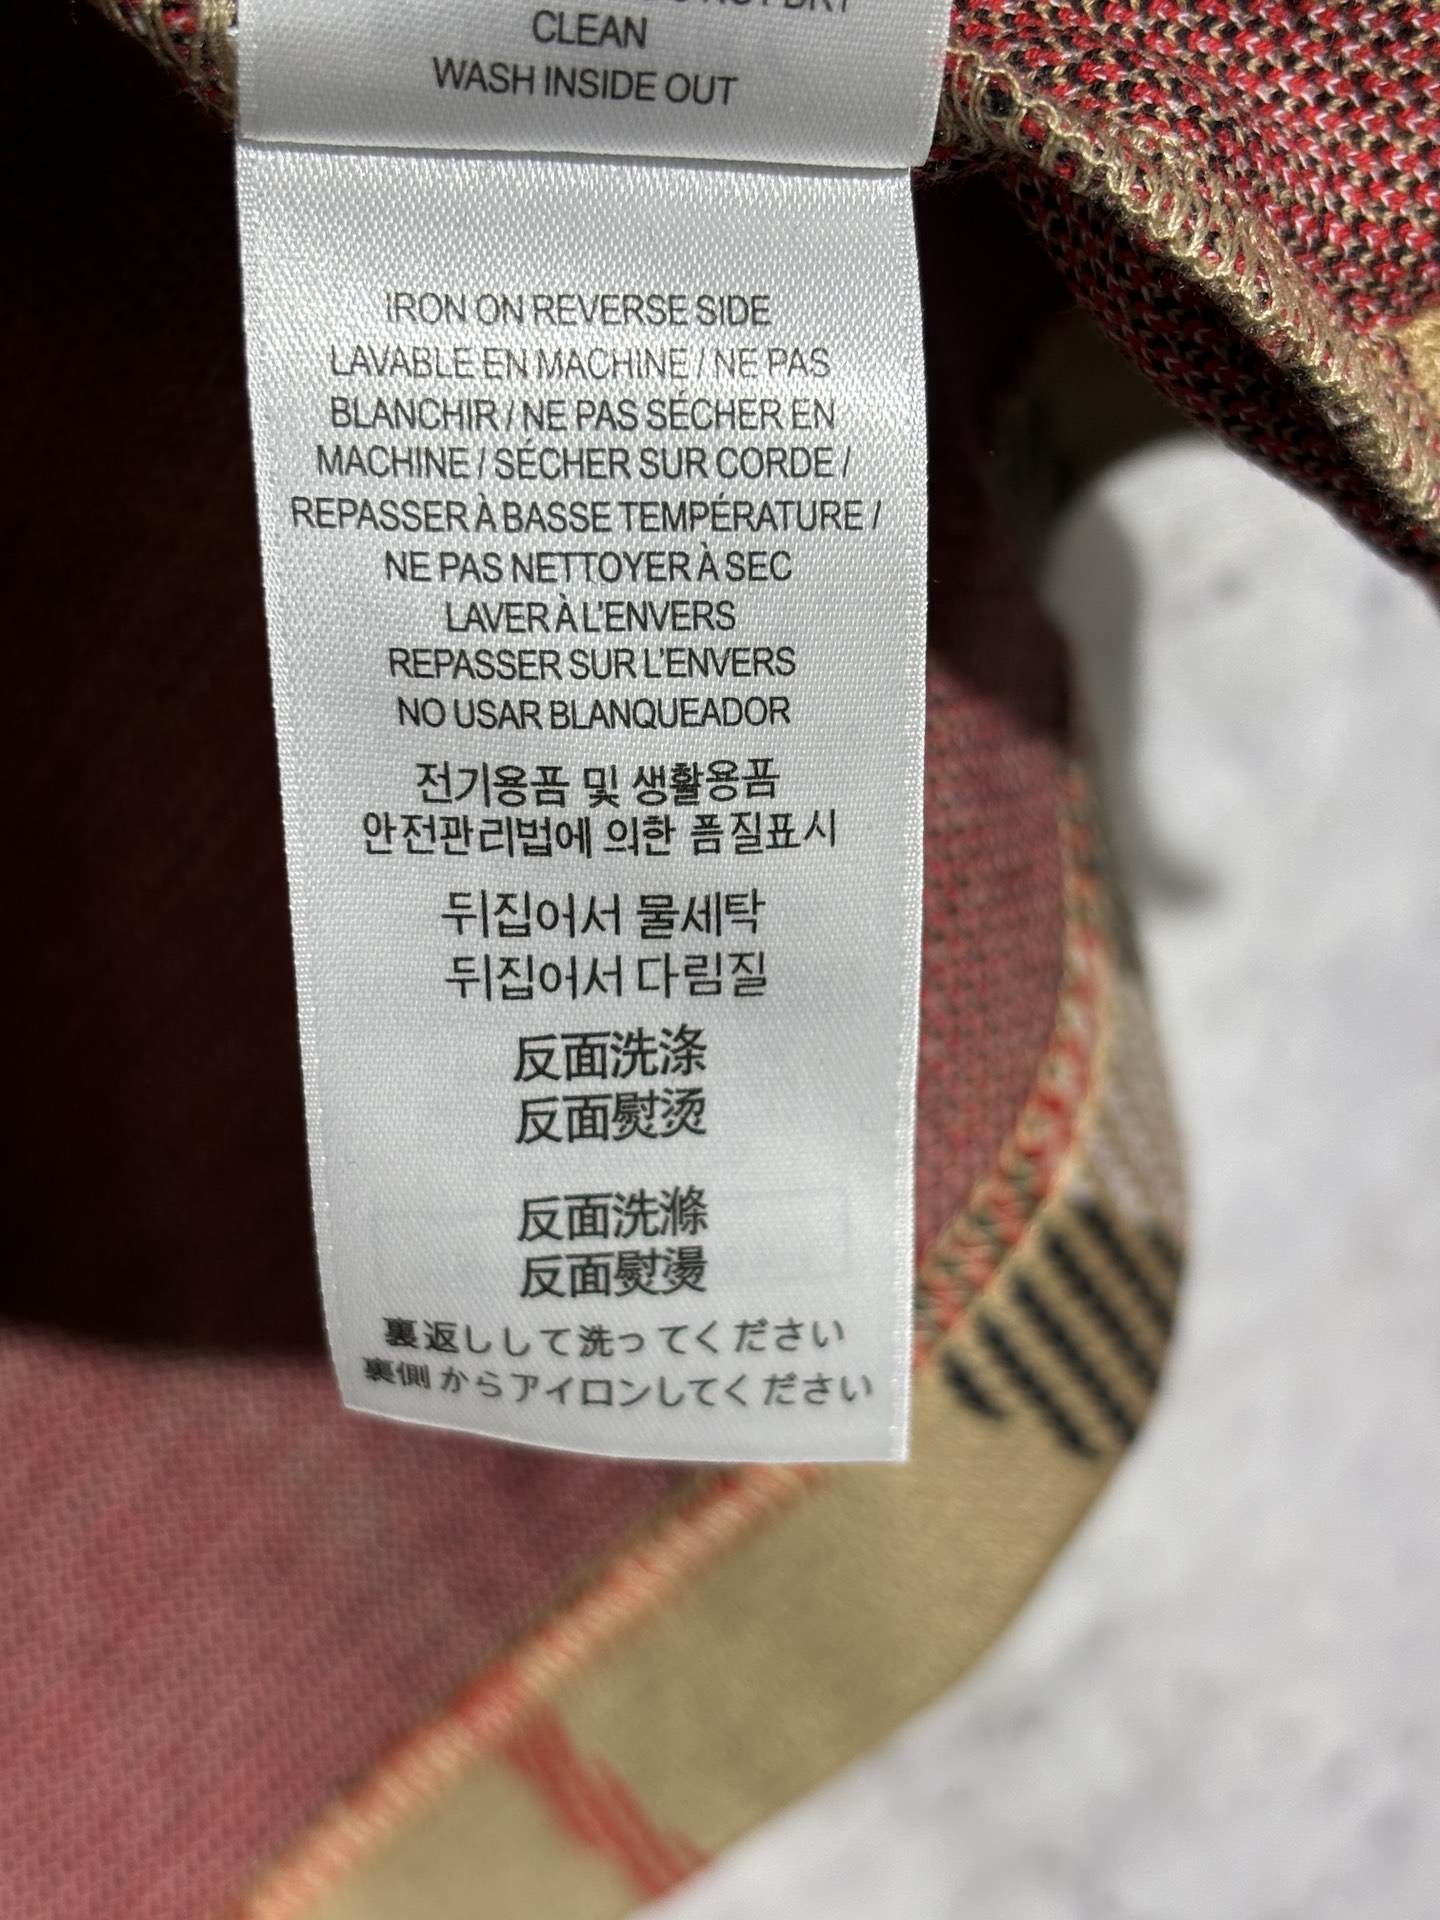 NOT DRY
CLEAN
WASH INSIDE OUT
IRON ON REVERSE SIDE
LAVABLE EN MACHINE / NE PAS
BLANCHIR / NE PAS SÉCHER EN
MACHINE / SÉCHER SUR CORDE /
REPASSER À BASSE TEMPÉRATURE /
NE PAS NETTOYER À SEC
LAVER À L'ENVERS
REPASSER SUR L'ENVERS
NO USAR BLANQUEADOR
전기용품 및 생활용품
안전관리법에 의한 품질표시
뒤집어서 물세탁
뒤집어서 다림질
反面洗涤
反面熨烫
反面洗滌
反面熨燙
裏返しして洗ってください
裏側からアイロンしてください